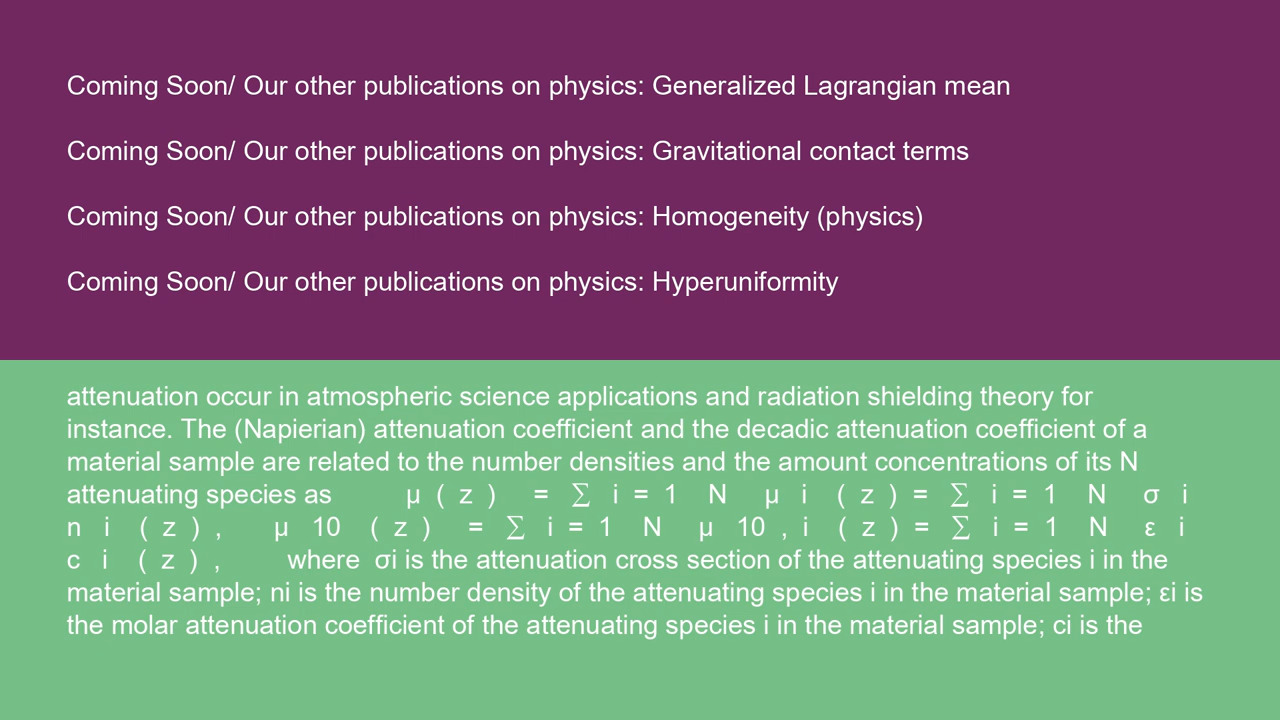 Coming Soon/ Our other publications on physics: Generalized Lagrangian mean
Coming Soon/ Our other publications on physics: Gravitational contact terms
Coming Soon/ Our other publications on physics: Homogeneity (physics)
Coming Soon/ Our other publications on physics: Hyperuniformity
attenuation occur in atmospheric science applications and radiation shielding theory for
instance. The (Napierian) attenuation coefficient and the decadic attenuation coefficient of a
material sample are related to the number densities and the amount concentrations of its N
attenuating species as μ ( z ) = ∑ i = 1 N μ i ( z ) = ∑ i = 1 N σ i
n i ( z ) , μ 10 ( z ) = ∑ i = 1 N μ 10 , i ( z ) = ∑ i = 1 N ε i
c i ( z ) , where σi is the attenuation cross section of the attenuating species i in the
material sample; ni is the number density of the attenuating species i in the material sample; εi is
the molar attenuation coefficient of the attenuating species i in the material sample; ci is the